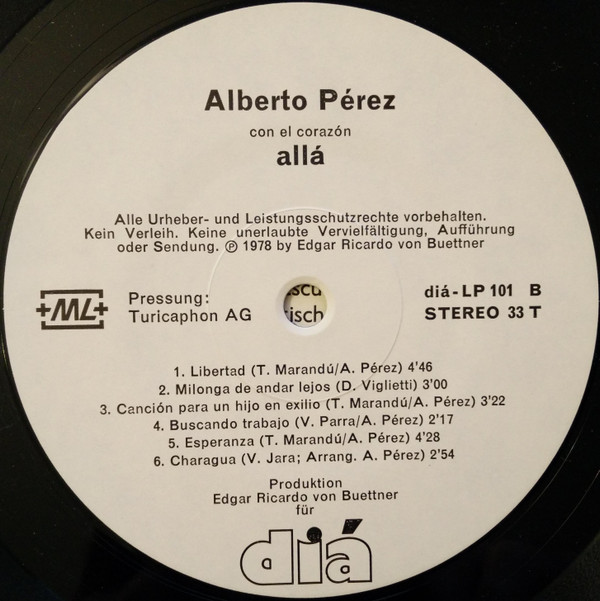 Alberto Pérez
con el corazón
allá
Alle Urheber- und Leistungsschutzrechte vorbehalten.
Kein Verleih. Keine unerlaubte Vervielfältigung, Aufführung
oder Sendung. ℗ 1978 by Edgar Ricardo von Buettner
ML
Pressung:
Turicaphon AG
diá-LP 101 B
STEREO 33 T
1. Libertad (T. Marandú/A. Pérez) 4'46
2. Milonga de andar lejos (D. Viglietti) 3'00
3. Canción para un hijo en exilio (T. Marandú/A. Pérez) 3'22
4. Buscando trabajo (V. Parra/A. Pérez) 2'17
5. Esperanza (T. Marandú/A. Pérez) 4'28
6. Charagua (V. Jara; Arrang. A. Pérez) 2'54
Produktion
Edgar Ricardo von Buettner
für
diá